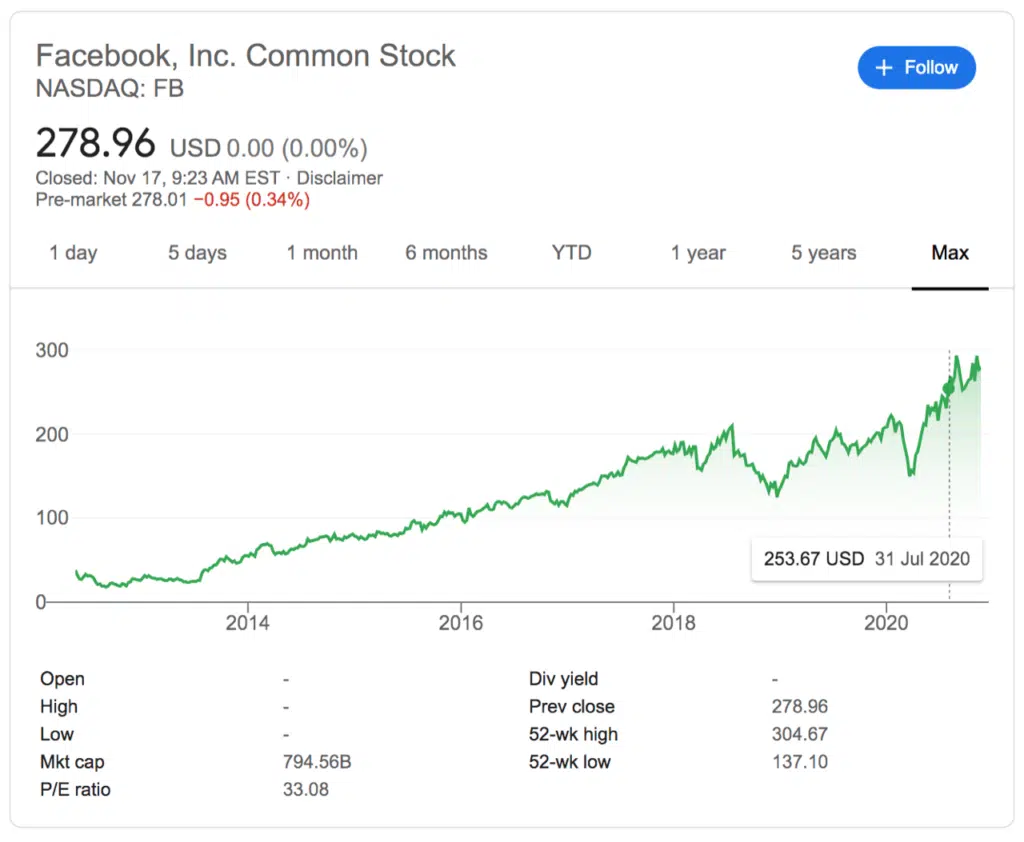 Facebook, Inc. Common Stock
NASDAQ: FB
+ Follow
278.96 USD 0.00 (0.00%)
Closed: Nov 17, 9:23 AM EST · Disclaimer
Pre-market 278.01 −0.95 (0.34%)
1 day 5 days 1 month 6 months YTD 1 year 5 years Max
300
200
100
253.67 USD 31 Jul 2020
0
2014 2016 2018 2020
Open - Div yield -
High - Prev close 278.96
Low - 52-wk high 304.67
Mkt cap 794.56B 52-wk low 137.10
P/E ratio 33.08